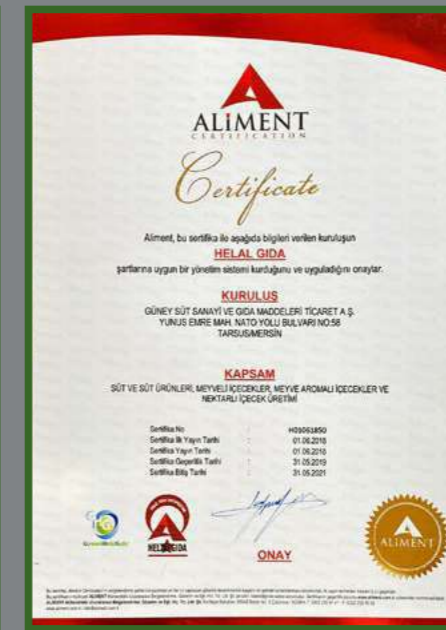 ALIMENT
CERTIFICATION
Certificate
Aliment, bu sertifika ile aşağıda bilgileri verilen kuruluşun
HELAL GIDA
şartlarına uygun bir yönetim sistemi kurduğunu ve uyguladığını onaylar.
KURULUŞ
GÜNEY SÜT SANAYİ VE GIDA MADDELERİ TİCARET A.Ş.
YUNUS EMRE MAH. NATO YOLU BULVARI NO:58
TARSUS/MERSİN
KAPSAM
SÜT VE SÜT ÜRÜNLERİ, MEYVELİ İÇECEKLER, MEYVE AROMALI İÇECEKLER VE
NEKTARLI İÇECEK ÜRETİMİ
Sertifika No : H01061850
Sertifika İlk Yayın Tarihi : 01.06.2018
Sertifika Yayın Tarihi : 01.06.2018
Sertifika Geçerlilik Tarihi : 31.05.2019
Sertifika Bitiş Tarihi : 31.05.2021
HELAL GIDA
ONAY
ALIMENT